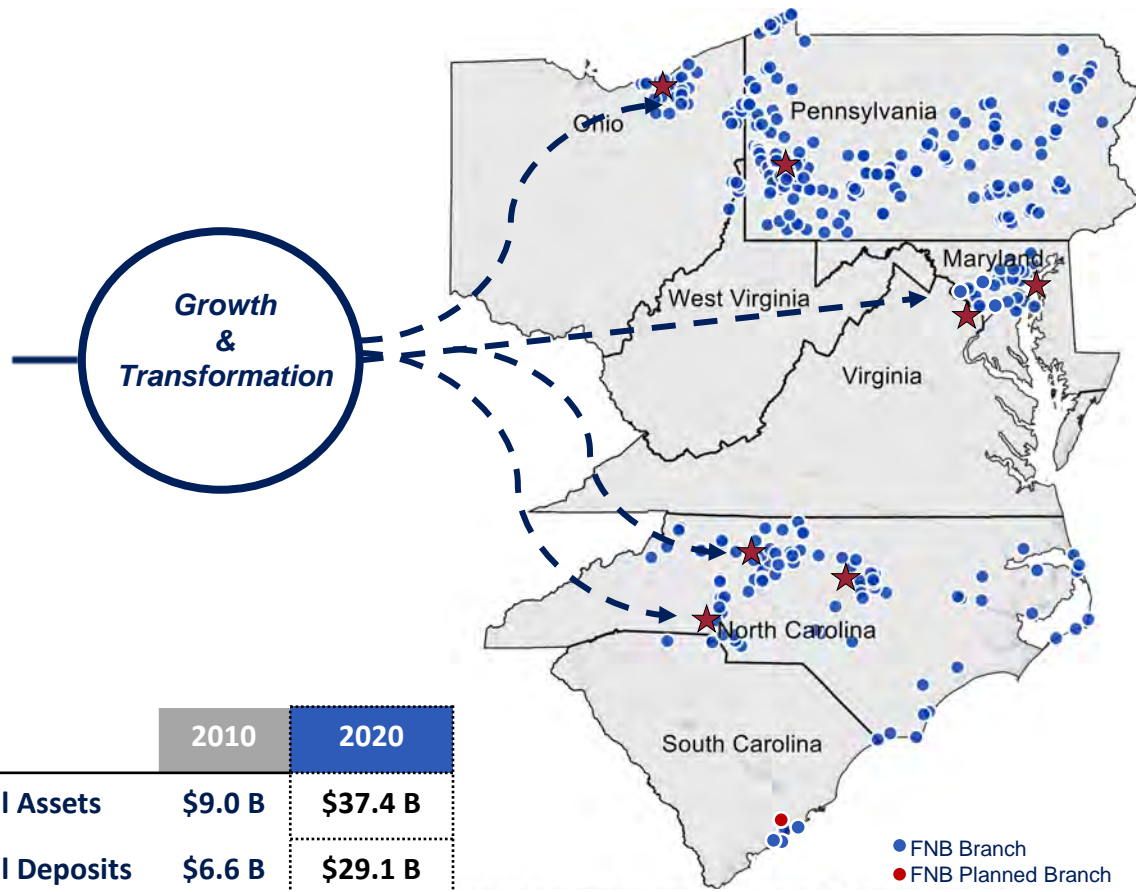 Ohio
Pennsylvania
Maryland
West Virginia
Virginia
Growth
&
Transformation
North Carolina
South Carolina
2010 2020
l Assets $9.0 B $37.4 B
l Deposits $6.6 B $29.1 B
FNB Branch
FNB Planned Branch